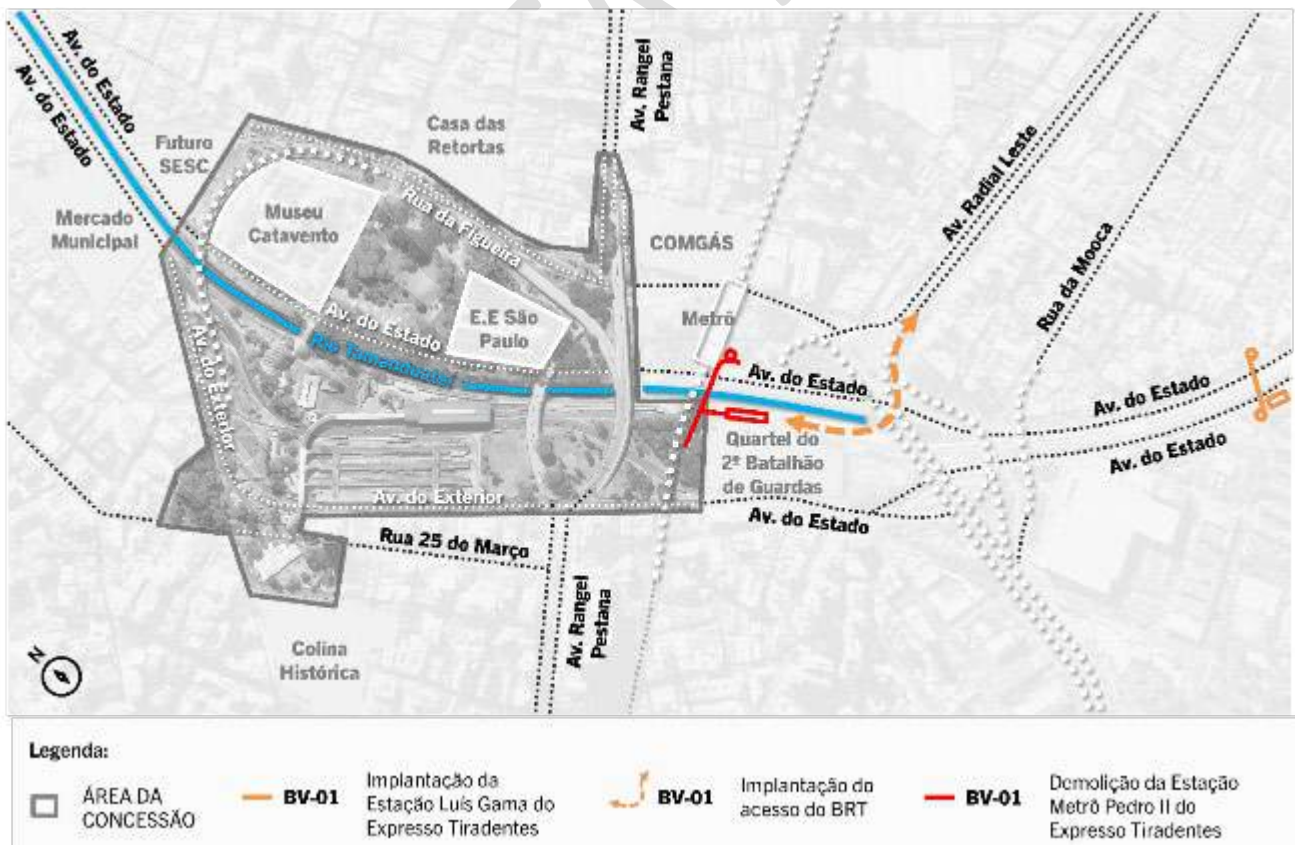 Av. do Estado
Av. do Estado
Futuro
SESC
Mercado
Municipal
Museu
Catavento
Casa das
Retortas
Rua da Figueira
Av. Rangel
Pestana
COMGÁS
Metrô
E.E São
Paulo
Av. do Estado
Rio Tamanduateí
Av. do Exterior
Av. do Exterior
Rua 25 de Março
Av. Rangel
Pestana
Colina
Histórica
Quartel do
2º Batalhão
de Guardas
Av. do Estado
Av. do Estado
Av. Radial Leste
Rua da Mooca
Av. do Estado
Av. do Estado
N
Legenda:
ÁREA DA
CONCESSÃO
BV-01
Implantação da
Estação Luís Gama do
Expresso Tiradentes
BV-01
Implantação do
acesso do BRT
BV-01
Demolição da Estação
Metrô Pedro II do
Expresso Tiradentes